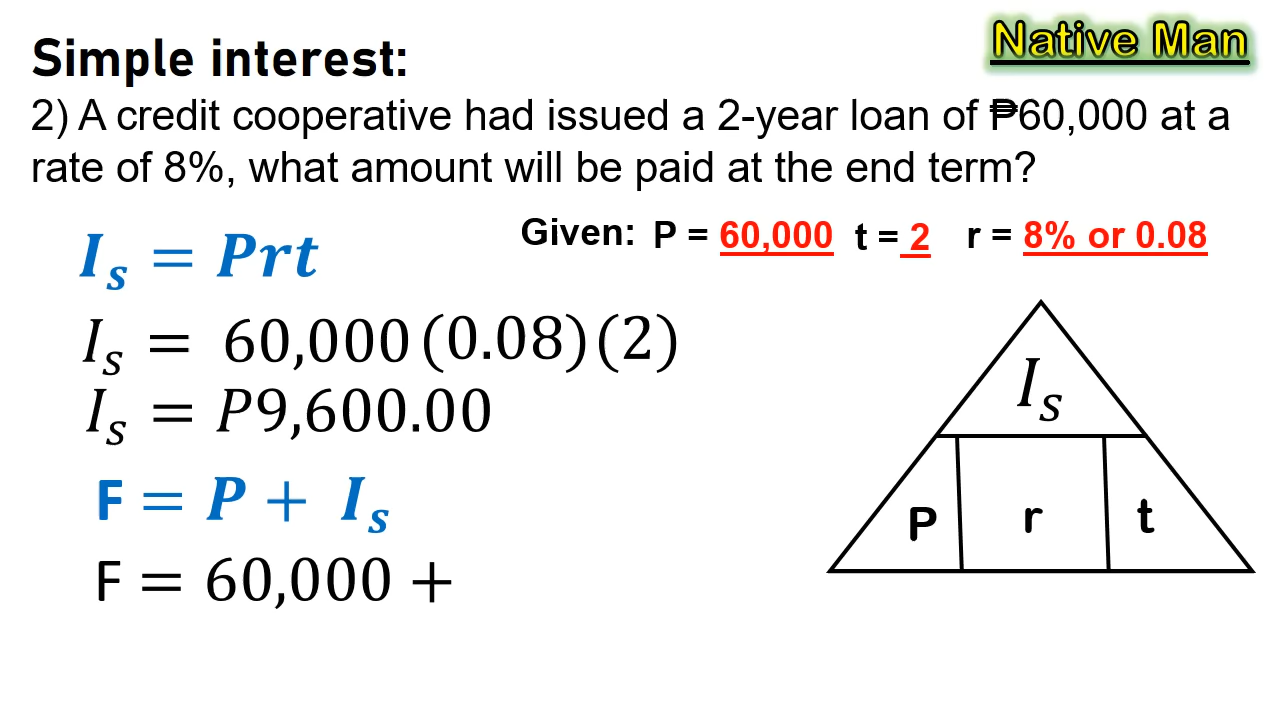 Native Man
Simple interest:
2) A credit cooperative had issued a 2-year loan of ₱60,000 at a
rate of 8%, what amount will be paid at the end term?
Given: P = 60,000 t = 2 r = 8% or 0.08
Iₛ = Prt
Iₛ = 60,000 (0.08)(2)
Iₛ = P9,600.00
F = P + Iₛ
F = 60,000 +
Iₛ
P r t